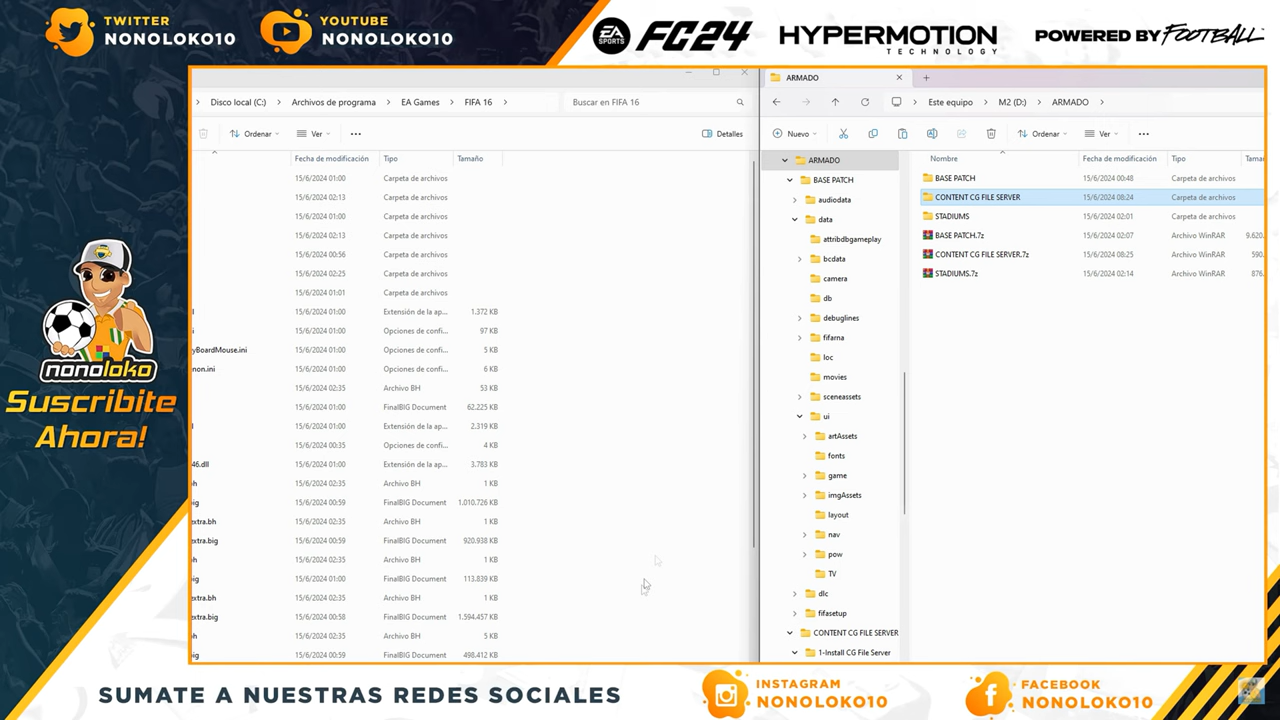 TWITTER
NONOLOKO10
YOUTUBE
NONOLOKO10
EA SPORTS FC24
HYPERMOTION
TECHNOLOGY
POWERED BY FOOTBALL
nonoloko
Suscribite
Ahora!
Disco local (C:) > Archivos de programa > EA Games > FIFA 16 >
Buscar en FIFA 16
Ordenar
Ver
Detalles
Fecha de modificación Tipo Tamaño
15/6/2024 01:00 Carpeta de archivos
15/6/2024 02:13 Carpeta de archivos
15/6/2024 01:00 Carpeta de archivos
15/6/2024 02:13 Carpeta de archivos
15/6/2024 00:56 Carpeta de archivos
15/6/2024 02:25 Carpeta de archivos
15/6/2024 01:01 Carpeta de archivos
15/6/2024 01:00 Extensión de la ap... 1.372 KB
15/6/2024 01:00 Opciones de confi... 97 KB
yBoardMouse.ini 15/6/2024 01:00 Opciones de confi... 5 KB
non.ini 15/6/2024 01:00 Opciones de confi... 6 KB
15/6/2024 02:35 Archivo BH 53 KB
15/6/2024 01:00 FinalBIG Document 62.225 KB
15/6/2024 01:00 Extensión de la ap... 2.319 KB
15/6/2024 00:35 Opciones de confi... 4 KB
46.dll 15/6/2024 01:00 Extensión de la ap... 3.783 KB
h 15/6/2024 02:35 Archivo BH 1 KB
ig 15/6/2024 00:59 FinalBIG Document 1.010.726 KB
extra.bh 15/6/2024 02:35 Archivo BH 1 KB
extra.big 15/6/2024 00:59 FinalBIG Document 920.938 KB
h 15/6/2024 02:35 Archivo BH 1 KB
ig 15/6/2024 01:00 FinalBIG Document 113.839 KB
extra.bh 15/6/2024 02:35 Archivo BH 1 KB
extra.big 15/6/2024 00:58 FinalBIG Document 1.594.457 KB
h 15/6/2024 02:35 Archivo BH 5 KB
ig 15/6/2024 00:59 FinalBIG Document 498.412 KB
ARMADO
Este equipo > M2 (D:) > ARMADO >
Nuevo
Ordenar
Ver
ARMADO
BASE PATCH
audiodata
data
attribdbgameplay
bcdata
camera
db
debuglines
fifarna
loc
movies
sceneassets
ui
artAssets
fonts
game
imgAssets
layout
nav
pow
TV
dlc
fifasetup
CONTENT CG FILE SERVER
1-Install CG File Server
Nombre Fecha de modificación Tipo Tamañ
BASE PATCH 15/6/2024 00:48 Carpeta de archivos
CONTENT CG FILE SERVER 15/6/2024 08:24 Carpeta de archivos
STADIUMS 15/6/2024 02:01 Carpeta de archivos
BASE PATCH.7z 15/6/2024 02:07 Archivo WinRAR 9.620.
CONTENT CG FILE SERVER.7z 15/6/2024 08:25 Archivo WinRAR 590.
STADIUMS.7z 15/6/2024 02:14 Archivo WinRAR 876.
SUMATE A NUESTRAS REDES SOCIALES
INSTAGRAM
NONOLOKO10
FACEBOOK
NONOLOKO10